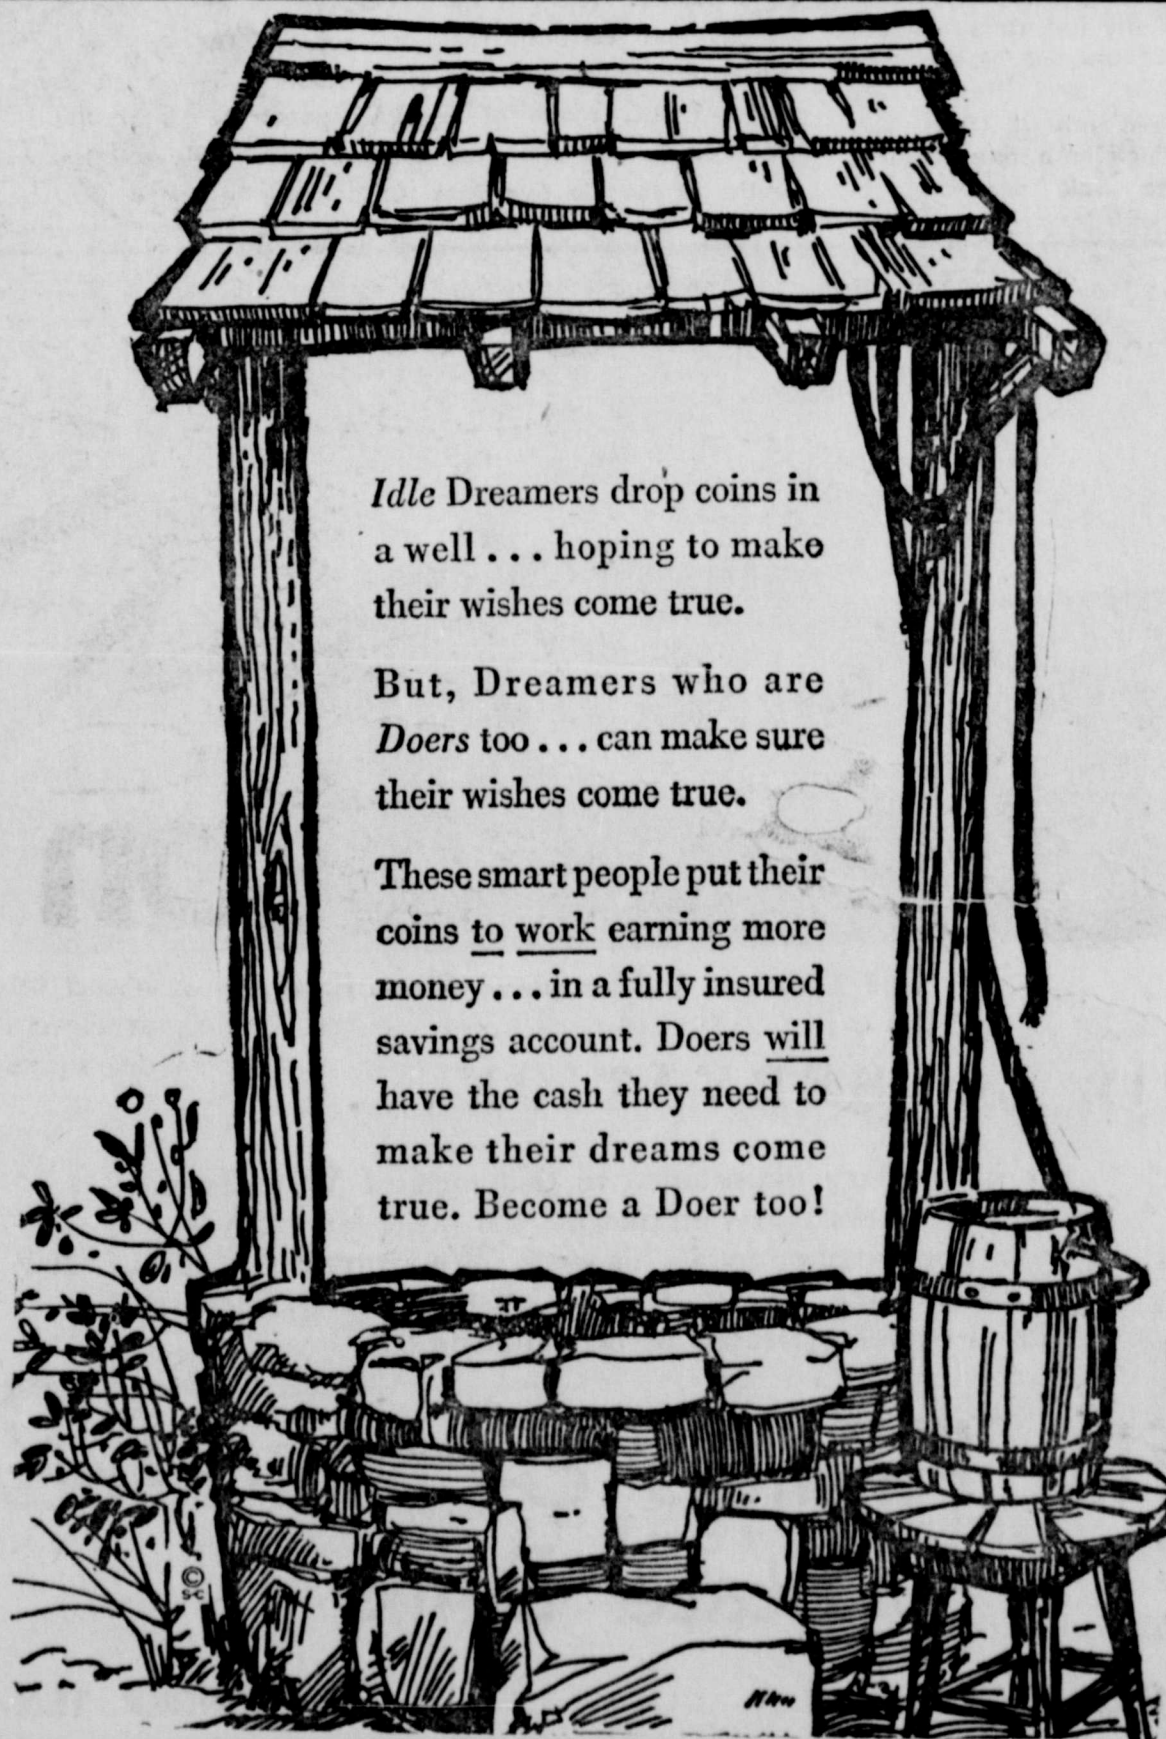 Idle Dreamers drop coins in
a well... hoping to make
their wishes come true.
But, Dreamers who are
Doers too... can make sure
their wishes come true.
These smart people put their
coins to work earning more
money... in a fully insured
savings account. Doers will
have the cash they need to
make their dreams come
true. Become a Doer too!
©